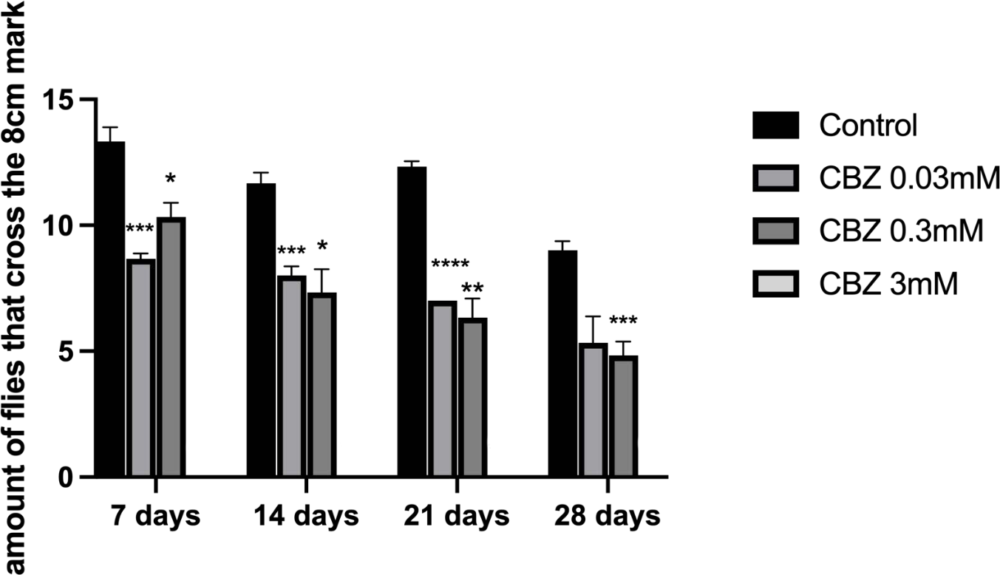 amount of flies that cross the 8cm mark
15
10
5
0
***
*
***
*
****
**
***
7 days
14 days
21 days
28 days
Control
CBZ 0.03mM
CBZ 0.3mM
CBZ 3mM